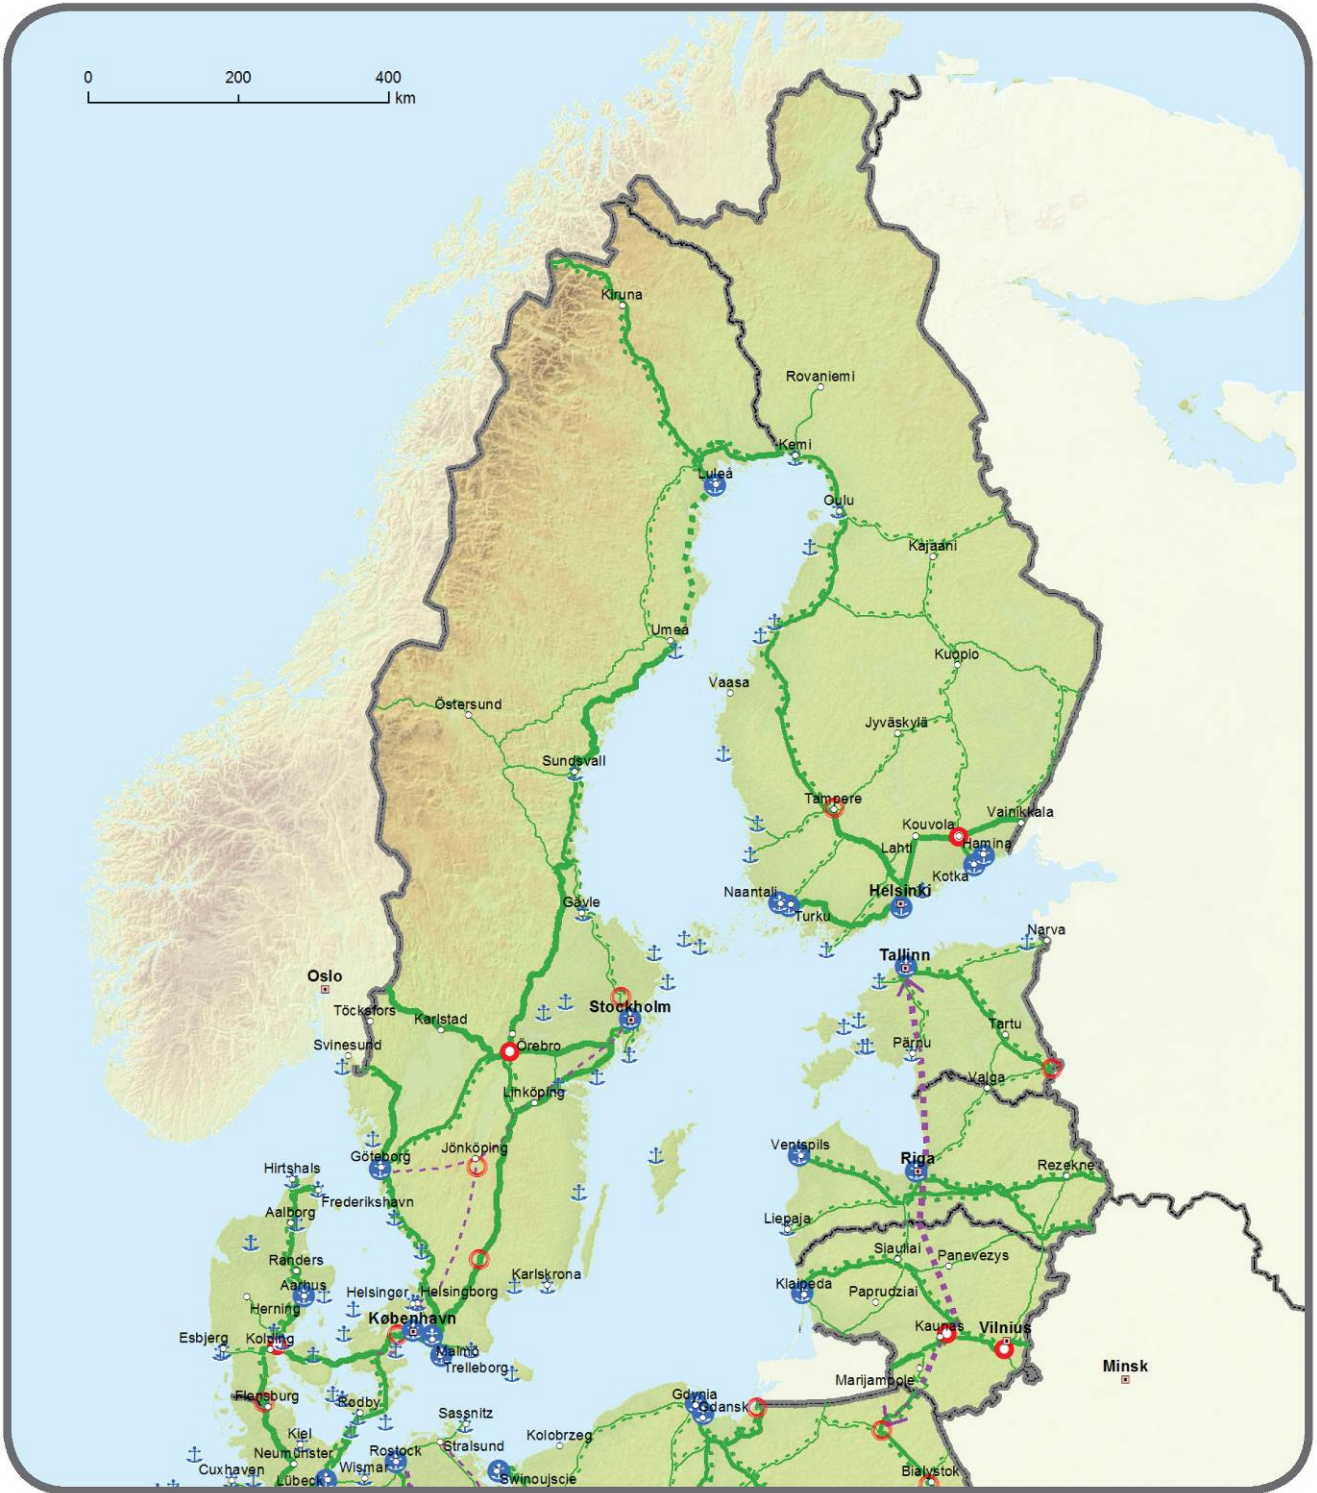 0 200 400
km
Kiruna
Rovaniemi
Kemi
Luleå
Oulu
Kajaani
Umeå
Kuopio
Vaasa
Östersund
Jyväskylä
Sundsvall
Tampere
Vainikkala
Kouvola
Hamina
Lahti
Kotka
Naantali
Helsinki
Gävle
Turku
Narva
Tallinn
Oslo
Stockholm
Töcksfors
Karlstad
Tartu
Svinesund
Örebro
Pärnu
Valga
Linköping
Jönköping
Ventspils
Göteborg
Riga
Rezekne
Hirtshals
Frederikshavn
Aalborg
Liepaja
Siauliai
Panevezys
Randers
Karlskrona
Aarhus
Helsingør
Helsingborg
Klaipeda
Paprudziai
Herning
København
Kaunas
Vilnius
Esbjerg
Kolding
Malmö
Trelleborg
Minsk
Marijampole
Flensburg
Gdynia
Rødby
Gdansk
Sassnitz
Kiel
Kolobrzeg
Stralsund
Neumünster
Rostock
Cuxhaven
Wismar
Bialystok
Lübeck
Swinoujscie